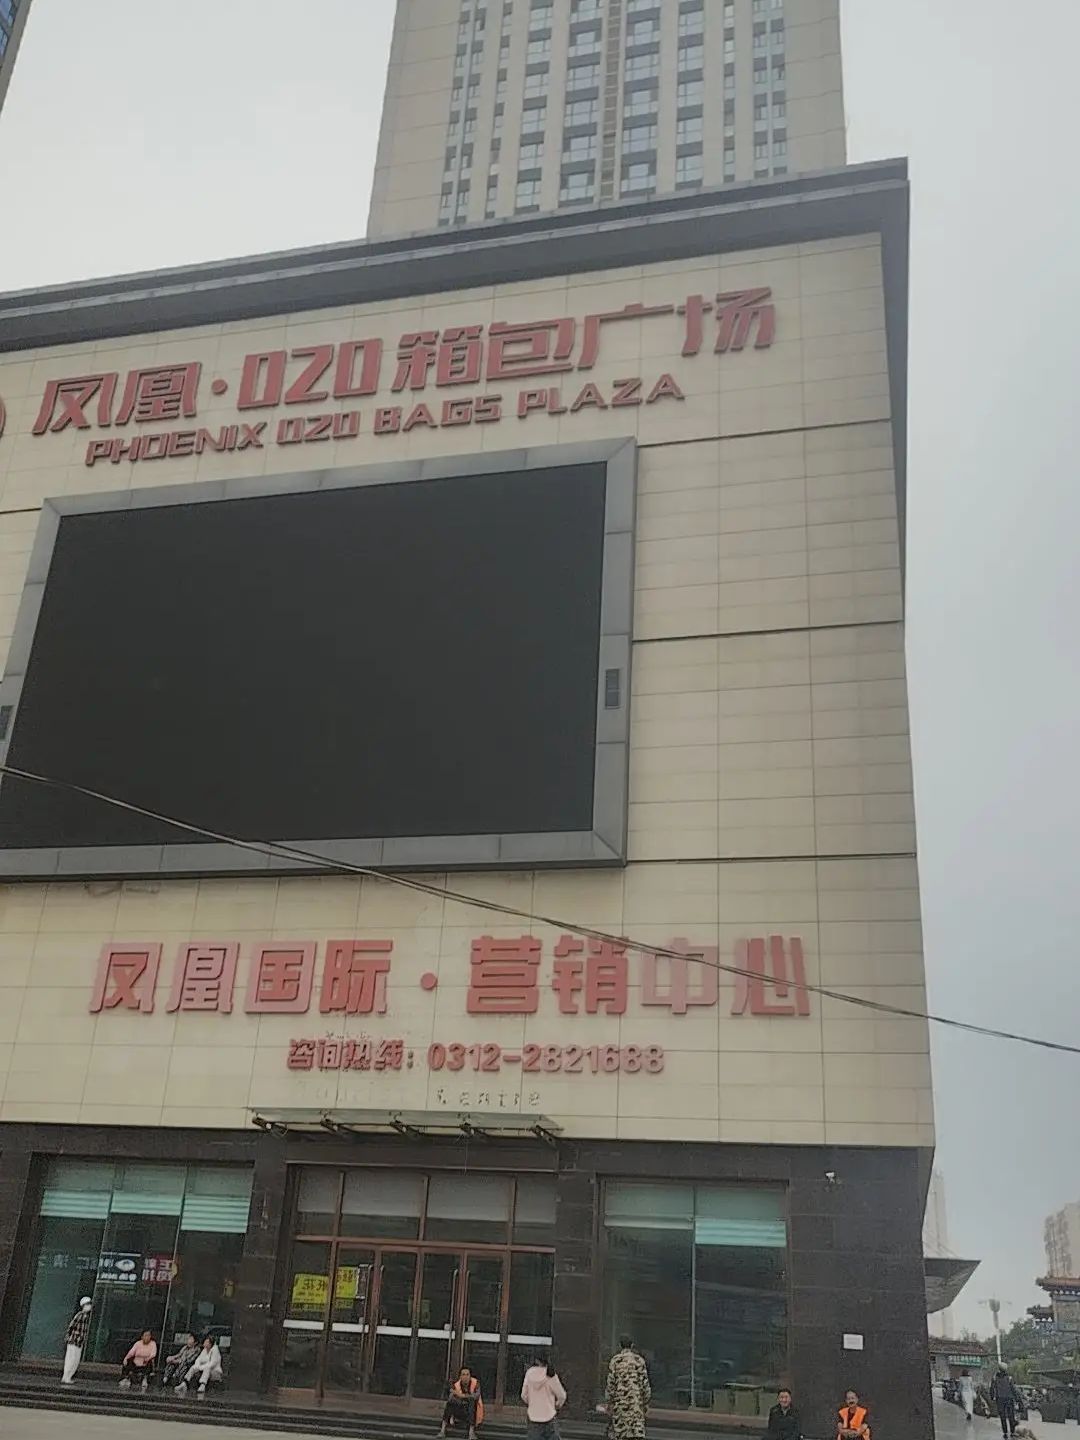 凤凰·O2O箱包广场
PHOENIX O2O BAGS PLAZA
凤凰国际·营销中心
咨询热线：0312-2821688